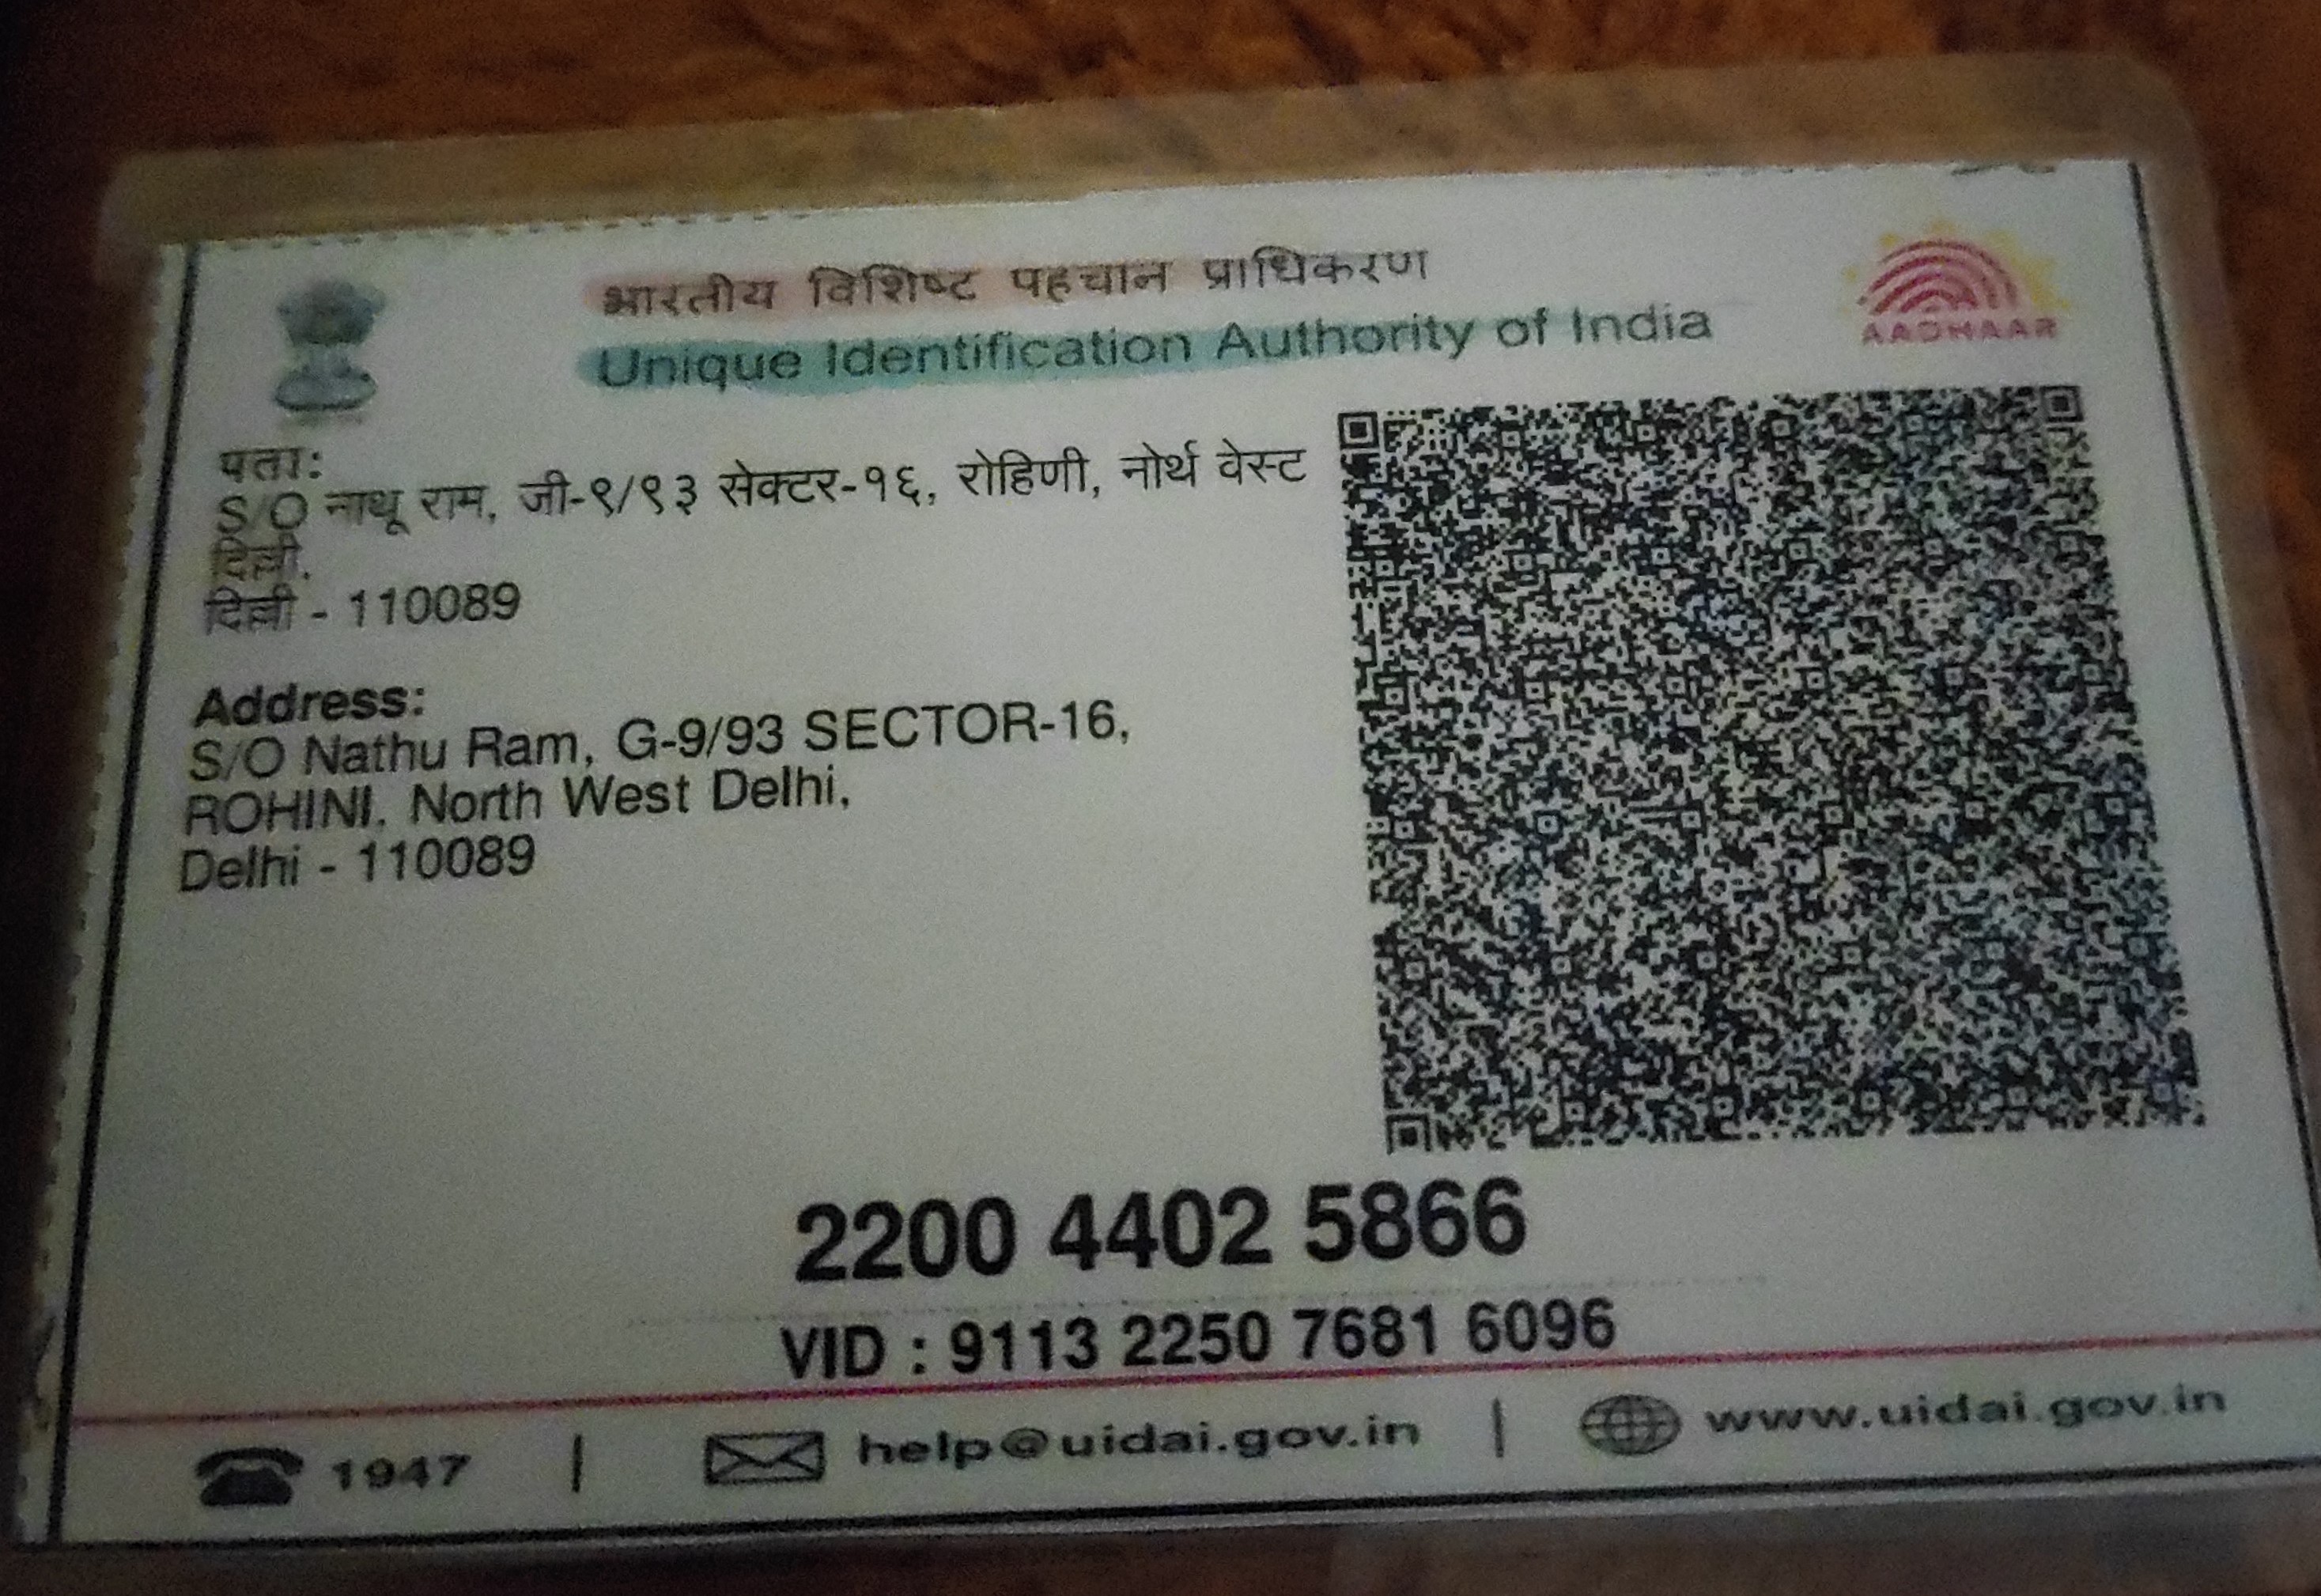 भारतीय विशिष्ट पहचान प्राधिकरण
Unique Identification Authority of India
AADHAAR
पता:
S/O नाथू राम, जी-९/९३ सेक्टर-१६, रोहिणी, नोर्थ वेस्ट
दिल्ली,
दिल्ली - 110089
Address:
S/O Nathu Ram, G-9/93 SECTOR-16,
ROHINI, North West Delhi,
Delhi - 110089
2200 4402 5866
VID : 9113 2250 7681 6096
1947 | help@uidai.gov.in | www.uidai.gov.in